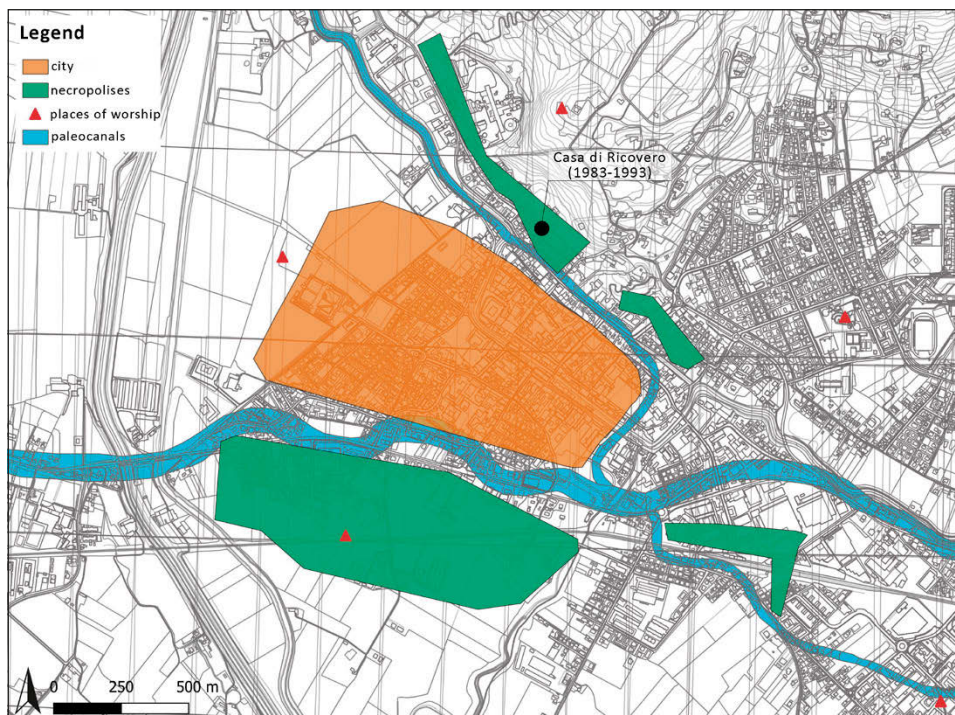 Legend
city
necropolises
places of worship
paleocanals
Casa di Ricovero
(1983-1993)
0 250 500 m